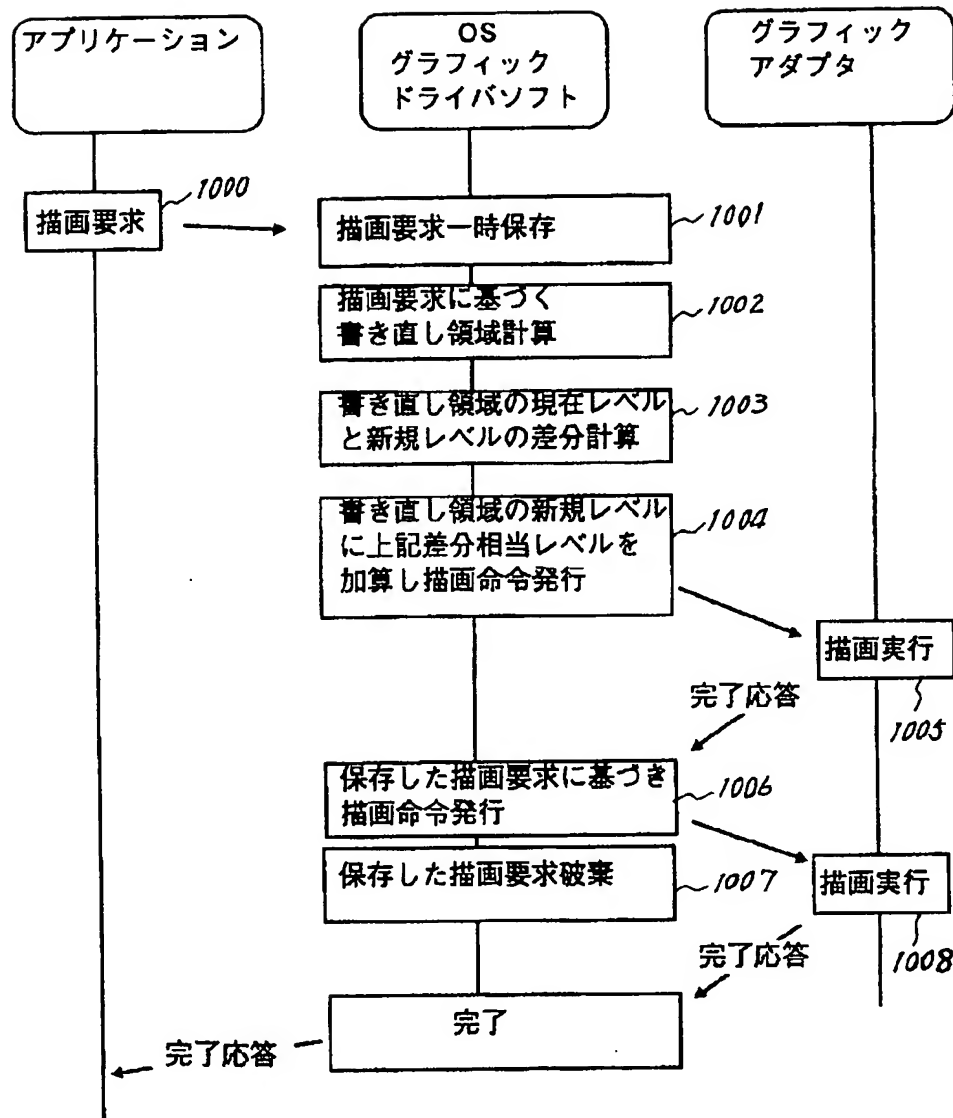 アプリケーション
OS
グラフィック
ドライバソフト
グラフィック
アダプタ
描画要求
1000
描画要求一時保存
1001
描画要求に基づく
書き直し領域計算
1002
書き直し領域の現在レベル
と新規レベルの差分計算
1003
書き直し領域の新規レベル
に上記差分相当レベルを
加算し描画命令発行
1004
描画実行
1005
完了応答
保存した描画要求に基づき
描画命令発行
1006
保存した描画要求破棄
1007
描画実行
1008
完了応答
完了
完了応答